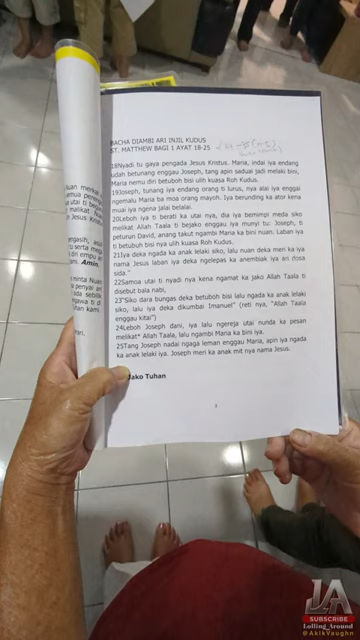 BACHA DIAMBI ARI INJIL KUDUS
ST. MATTHEW BAGI 1 AYAT 18-25
18Nyadi tu gaya pengada Jesus Kristus. Maria, indai iya endang
udah betunang enggau Joseph, tang apin seduai jadi melaki bini,
Maria nemu diri betubuh bisi ulih kuasa Roh Kudus.
19Joseph, tunang iya endang orang ti lurus, nya alai iya enggai
ngemalu Maria ba moa orang mayoh. Iya berunding ka ator kena
muai iya ngena jalai belalai.
20Leboh iya ti berati ka utai nya, dia iya bemimpi meda siko
melikat Allah Taala ti bejako enggau iya munyi tu: Joseph, ti
peturun David, anang takut ngambi Maria ka bini nuan. Laban iya
ti betubuh bisi nya ulih kuasa Roh Kudus.
21Iya deka ngada ka anak lelaki siko, lalu nuan deka meri ka iya
nama Jesus laban iya deka ngelepas ka anembiak iya an dosa
sida."
22Samoa utai ti nyadi nya kena ngamat ka jako Allah Taala ti
disebut bala nabi,
23"Siko dara bungas deka betubuh bisi lalu ngada ka anak lelaki
siko, lalu iya deka dikumbai Imanuel" (reti nya, "Allah Taala
enggau kitai")
24Leboh Joseph dani, iya lalu ngereja utai nunda ka pesan
melikat* Allah Taala, lalu ngambi Maria ka bini iya.
25Tang Joseph nadai ngaga leman enggau Maria, apin iya ngada
ka anak lelaki iya. Joseph meri ka anak mit nya nama Jesus.
Jako Tuhan
JA
SUBSCRIBE
Lolling_Around
@AkikVaughn